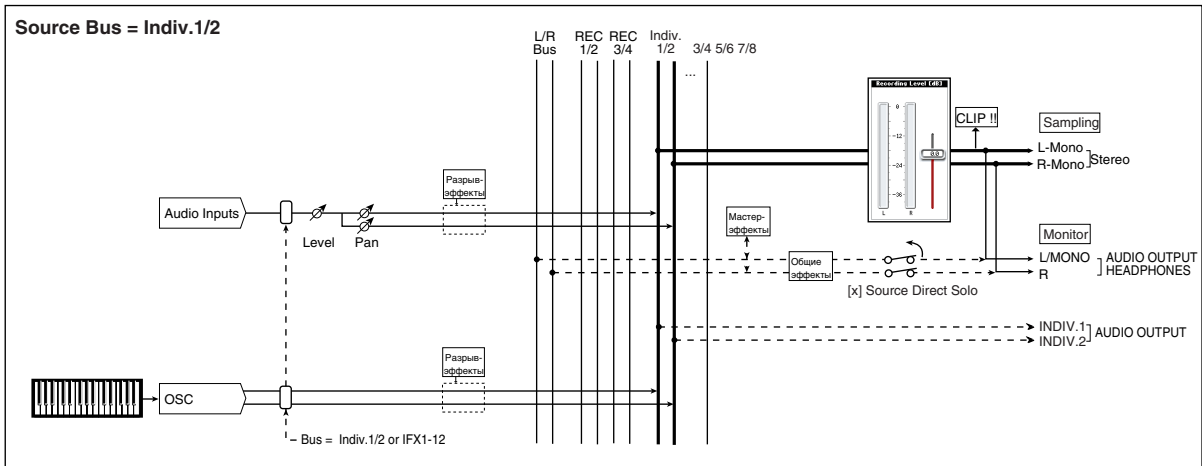 Source Bus = Indiv.1/2
L/R Bus
REC 1/2
REC 3/4
Indiv. 1/2
3/4 5/6 7/8
...
Recording Level [dB]
0
-12
-24
-36
0.0
L R
CLIP !!
Sampling
L-Mono
R-Mono
Stereo
Audio Inputs
Level
Pan
Разрыв-
эффекты
Мастер-
эффекты
Общие
эффекты
[x] Source Direct Solo
Monitor
L/MONO
R
AUDIO OUTPUT
HEADPHONES
INDIV.1
INDIV.2
AUDIO OUTPUT
Разрыв-
эффекты
OSC
Bus = Indiv.1/2 or IFX1-12